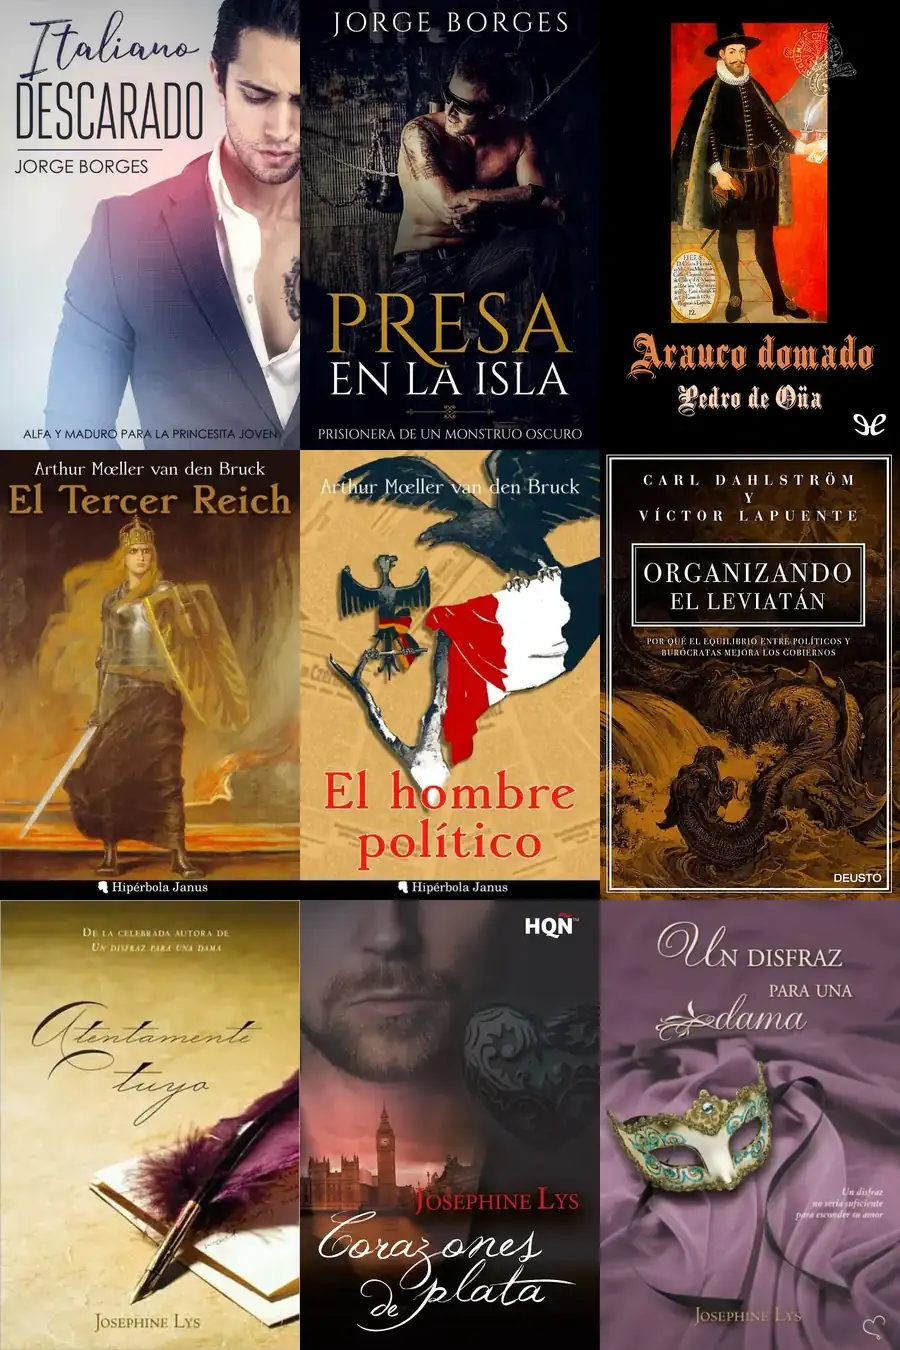 Italiano
DESCARADO
JORGE BORGES
ALFA Y MADURO PARA LA PRINCESITA JOVEN
JORGE BORGES
PRESA
EN LA ISLA
PRISIONERA DE UN MONSTRUO OSCURO
12.
Arauco domado
Pedro de Oña
Arthur Mœller van den Bruck
El Tercer Reich
Hipérbola Janus
Arthur Mœller van den Bruck
El hombre
político
Hipérbola Janus
CARL DAHLSTRÖM
Y
VÍCTOR LAPUENTE
ORGANIZANDO
EL LEVIATÁN
POR QUÉ EL EQUILIBRIO ENTRE POLÍTICOS Y
BURÓCRATAS MEJORA LOS GOBIERNOS
DEUSTO
DE LA CELEBRADA AUTORA DE
UN DISFRAZ PARA UNA DAMA
Atentamente
tuyo
JOSEPHINE LYS
HQN™
JOSEPHINE LYS
Corazones
de plata
UN DISFRAZ
PARA UNA
dama
Un disfraz
no sería suficiente
para esconder su amor
JOSEPHINE LYS